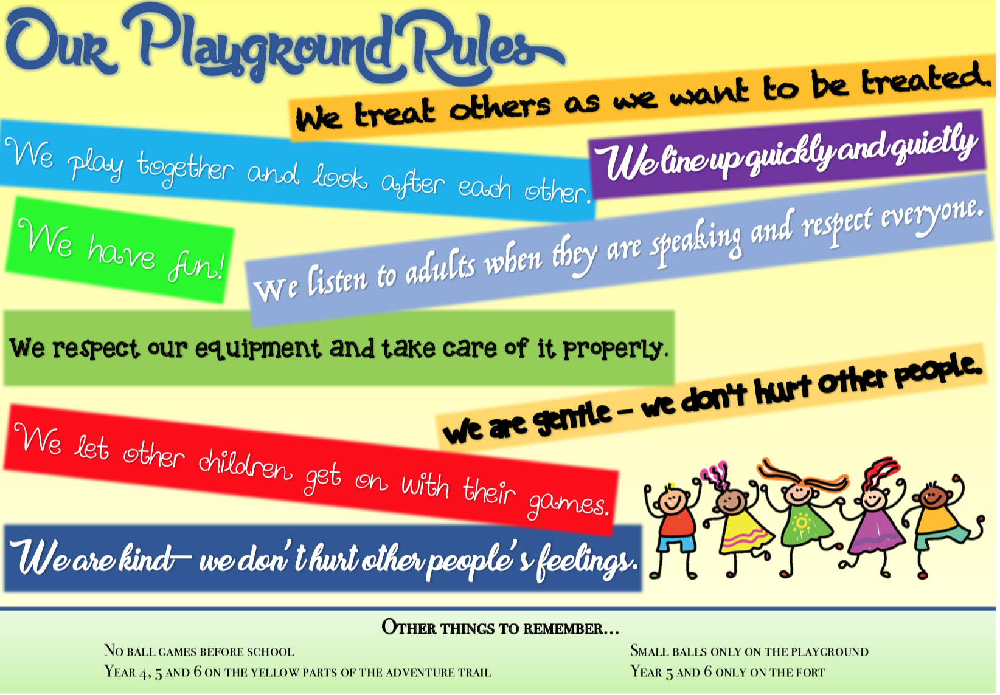 Our Playground Rules
We treat others as we want to be treated.
We play together and look after each other.
We line up quickly and quietly
We have fun!
We listen to adults when they are speaking and respect everyone.
We respect our equipment and take care of it properly.
We are gentle – we don't hurt other people.
We let other children get on with their games.
We are kind– we don't hurt other people's feelings.
Other things to remember...
No ball games before school
Small balls only on the playground
Year 4, 5 and 6 on the yellow parts of the adventure trail
Year 5 and 6 only on the fort